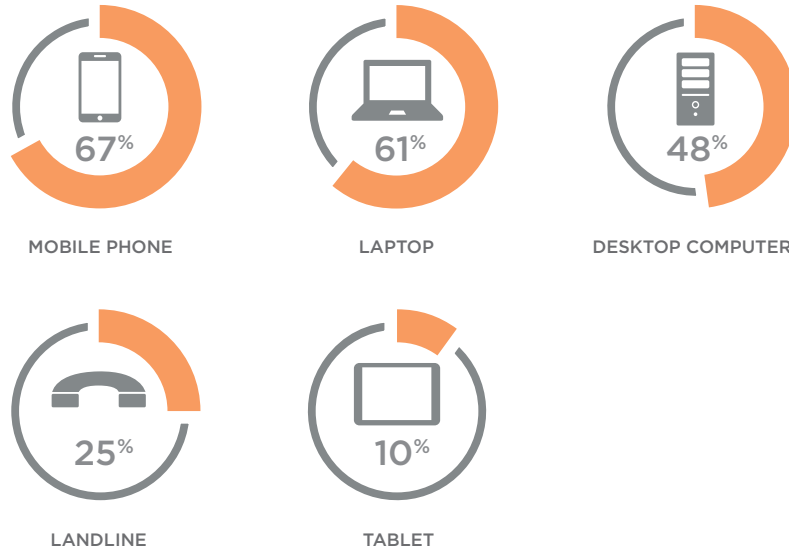 67%
61%
48%
MOBILE PHONE
LAPTOP
DESKTOP COMPUTER
25%
10%
LANDLINE
TABLET